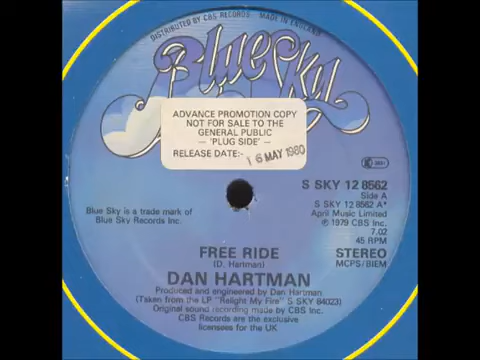 DISTRIBUTED BY CBS RECORDS • MADE IN ENGLAND
Blue Sky
ADVANCE PROMOTION COPY
NOT FOR SALE TO THE
GENERAL PUBLIC
— 'PLUG SIDE' —
RELEASE DATE:- 16 MAY 1980
S SKY 12 8562
Side A
S SKY 12 8562 A*
April Music Limited
℗ 1979 CBS Inc.
7.02
45 RPM
Blue Sky is a trade mark of
Blue Sky Records Inc.
FREE RIDE
(D. Hartman)
STEREO
MCPS/BIEM
DAN HARTMAN
Produced and engineered by Dan Hartman
(Taken from the LP "Relight My Fire" S SKY 84023)
Original sound recording made by CBS Inc.
CBS Records are the exclusive
licensees for the UK